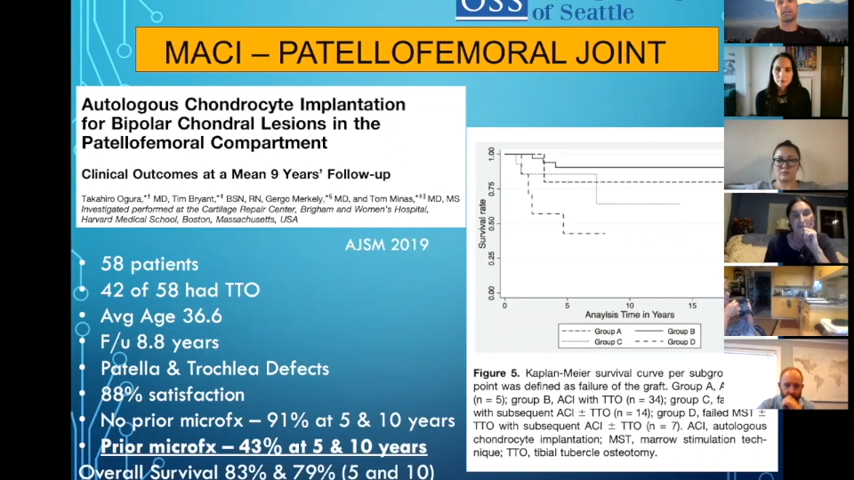 OSS
of Seattle
MACI – PATELLOFEMORAL JOINT
Autologous Chondrocyte Implantation
for Bipolar Chondral Lesions in the
Patellofemoral Compartment
Clinical Outcomes at a Mean 9 Years' Follow-up
Takahiro Ogura,*† MD, Tim Bryant,*‡ BSN, RN, Gergo Merkely,*§ MD, and Tom Minas,*‡|| MD, MS
Investigated performed at the Cartilage Repair Center, Brigham and Women's Hospital,
Harvard Medical School, Boston, Massachusetts, USA
AJSM 2019
• 58 patients
• 42 of 58 had TTO
• Avg Age 36.6
• F/u 8.8 years
• Patella & Trochlea Defects
• 88% satisfaction
• No prior microfx – 91% at 5 & 10 years
• Prior microfx – 43% at 5 & 10 years
Overall Survival 83% & 79% (5 and 10)
Survival rate
1.00
0.75
0.50
0.25
0.00
0 5 10 15
Anaylsis Time in Years
Group A Group B
Group C Group D
Figure 5. Kaplan-Meier survival curve per subgro
point was defined as failure of the graft. Group A, A
(n = 5); group B, ACI with TTO (n = 34); group C, fa
with subsequent ACI ± TTO (n = 14); group D, failed MST ±
TTO with subsequent ACI ± TTO (n = 7). ACI, autologous
chondrocyte implantation; MST, marrow stimulation tech-
nique; TTO, tibial tubercle osteotomy.